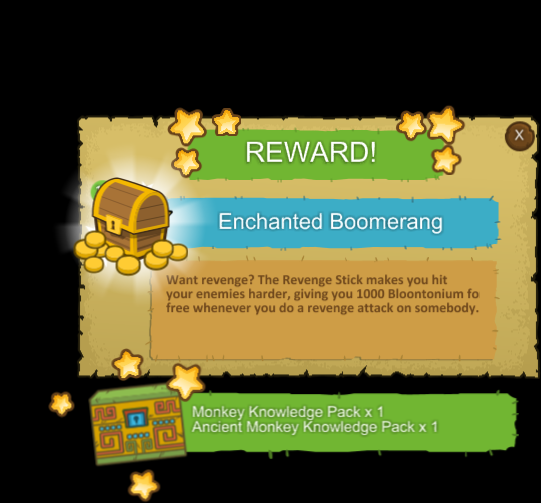 X
REWARD!
Enchanted Boomerang
Want revenge? The Revenge Stick makes you hit
your enemies harder, giving you 1000 Bloontonium fo
free whenever you do a revenge attack on somebody.
Monkey Knowledge Pack x 1
Ancient Monkey Knowledge Pack x 1